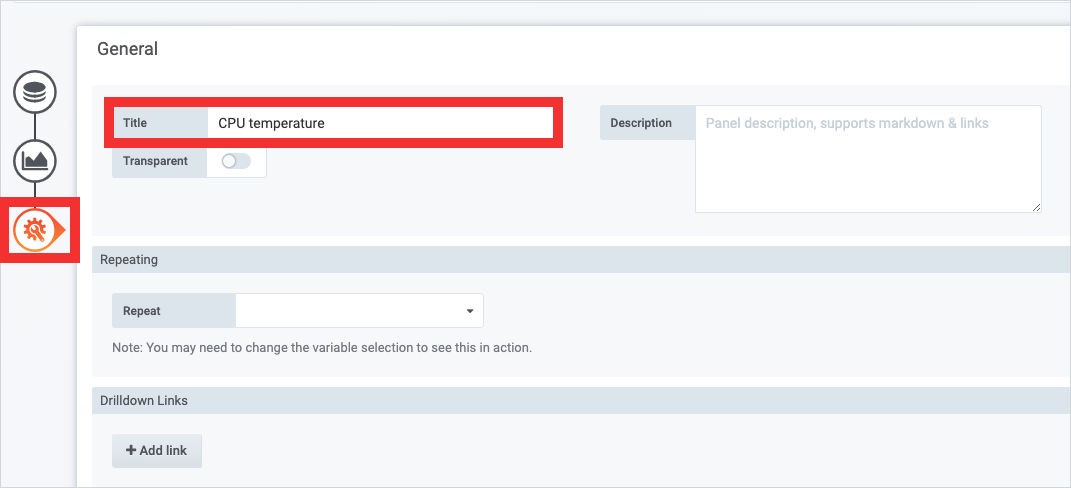 General
Title
CPU temperature
Transparent
Description
Panel description, supports markdown & links
Repeating
Repeat
Note: You may need to change the variable selection to see this in action.
Drilldown Links
+ Add link